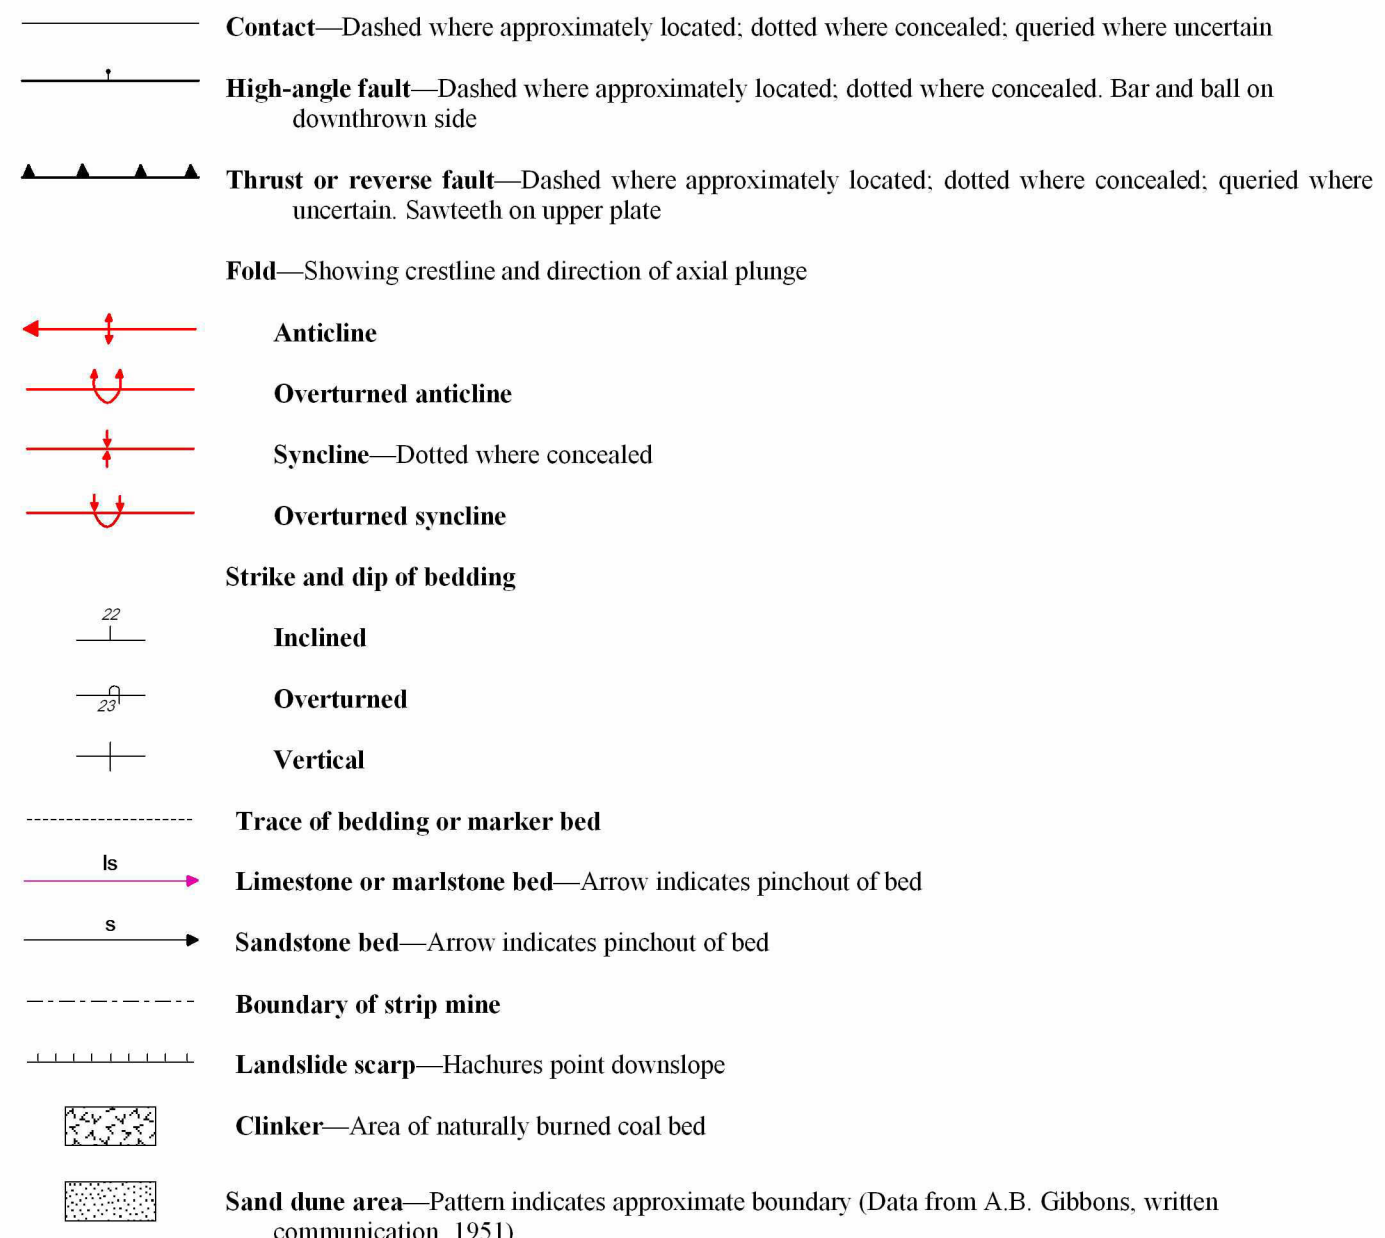 Contact—Dashed where approximately located; dotted where concealed; queried where uncertain
High-angle fault—Dashed where approximately located; dotted where concealed. Bar and ball on
downthrown side
Thrust or reverse fault—Dashed where approximately located; dotted where concealed; queried where
uncertain. Sawteeth on upper plate
Fold—Showing crestline and direction of axial plunge
Anticline
Overturned anticline
Syncline—Dotted where concealed
Overturned syncline
Strike and dip of bedding
22
Inclined
Overturned
23
Vertical
Trace of bedding or marker bed
ls
Limestone or marlstone bed—Arrow indicates pinchout of bed
s
Sandstone bed—Arrow indicates pinchout of bed
Boundary of strip mine
Landslide scarp—Hachures point downslope
Clinker—Area of naturally burned coal bed
Sand dune area—Pattern indicates approximate boundary (Data from A.B. Gibbons, written
communication, 1951)